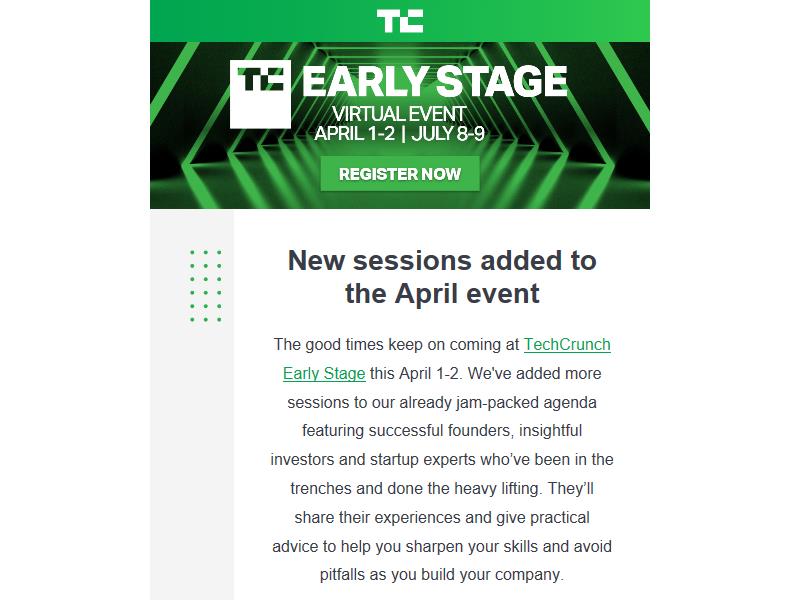 TC
TC EARLY STAGE
VIRTUAL EVENT
APRIL 1-2 | JULY 8-9
REGISTER NOW
New sessions added to
the April event
The good times keep on coming at TechCrunch
Early Stage this April 1-2. We've added more
sessions to our already jam-packed agenda
featuring successful founders, insightful
investors and startup experts who’ve been in the
trenches and done the heavy lifting. They’ll
share their experiences and give practical
advice to help you sharpen your skills and avoid
pitfalls as you build your company.